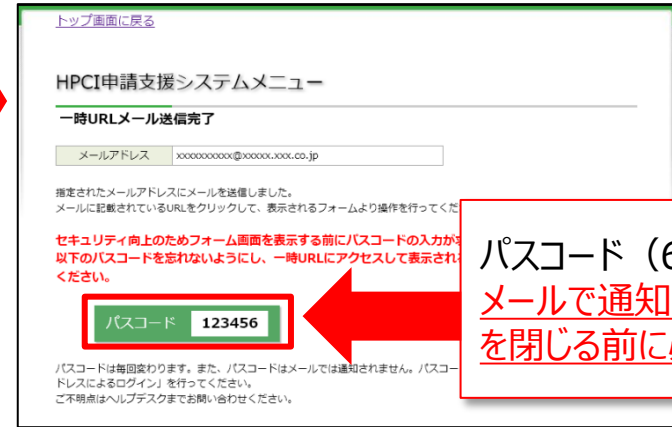 トップ画面に戻る
HPCI申請支援システムメニュー
一時URLメール送信完了
メールアドレス xxxxxxxxxx@xxxxx.xxx.co.jp
指定されたメールアドレスにメールを送信しました。
メールに記載されているURLをクリックして、表示されるフォームより操作を行ってくだ
セキュリティ向上のためフォーム画面を表示する前にパスコードの入力が
以下のパスコードを忘れないようにし、一時URLにアクセスして表示され
ください。
パスコード 123456
パスコード（6
メールで通知
を閉じる前に
パスコードは毎回変わります。また、パスコードはメールでは通知されません。パスコー
ドレスによるログイン」を行ってください。
ご不明点はヘルプデスクまでお問い合わせください。